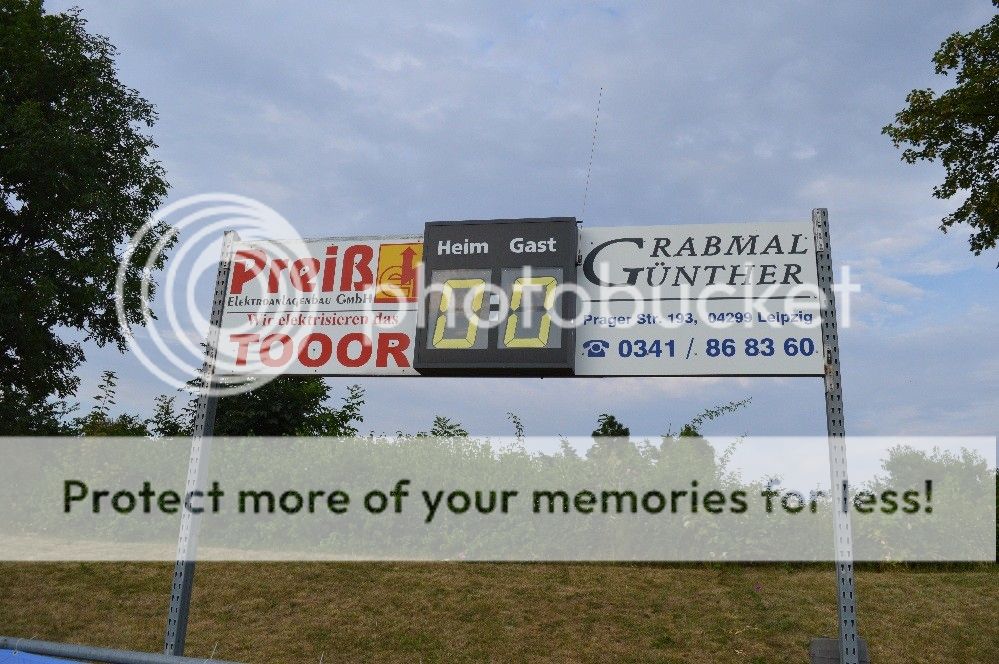 Preiß
Elektroanlagenbau GmbH
Wir elektrisieren das
TOOOR
Heim Gast
0:0
GRABMAL
GÜNTHER
Prager Str. 193, 04299 Leipzig
☎ 0341 / 86 83 60
photobucket
Protect more of your memories for less!